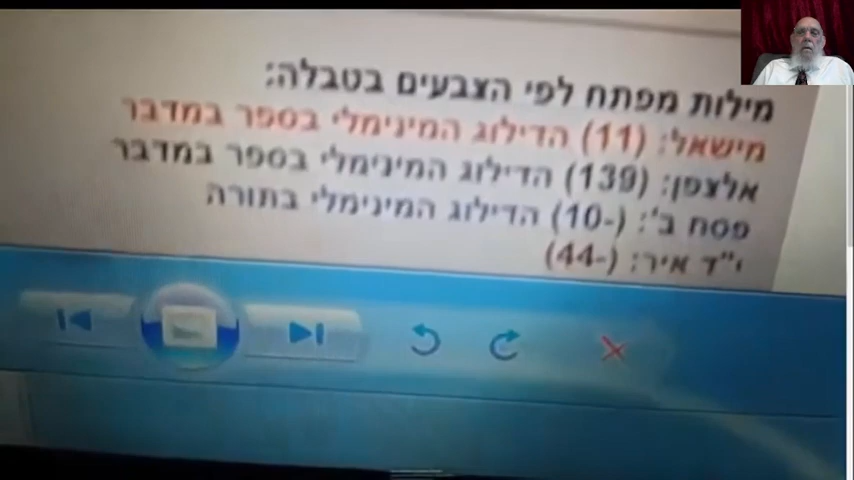 מילות מפתח לפי הצבעים בטבלה:
מישאל: (11) הדילוג המינימלי בספר במדבר
אלצפן: (139) הדילוג המינימלי בספר במדבר
פסח ב': (-10) הדילוג המינימלי בתורה
י"ד איר: (-44)